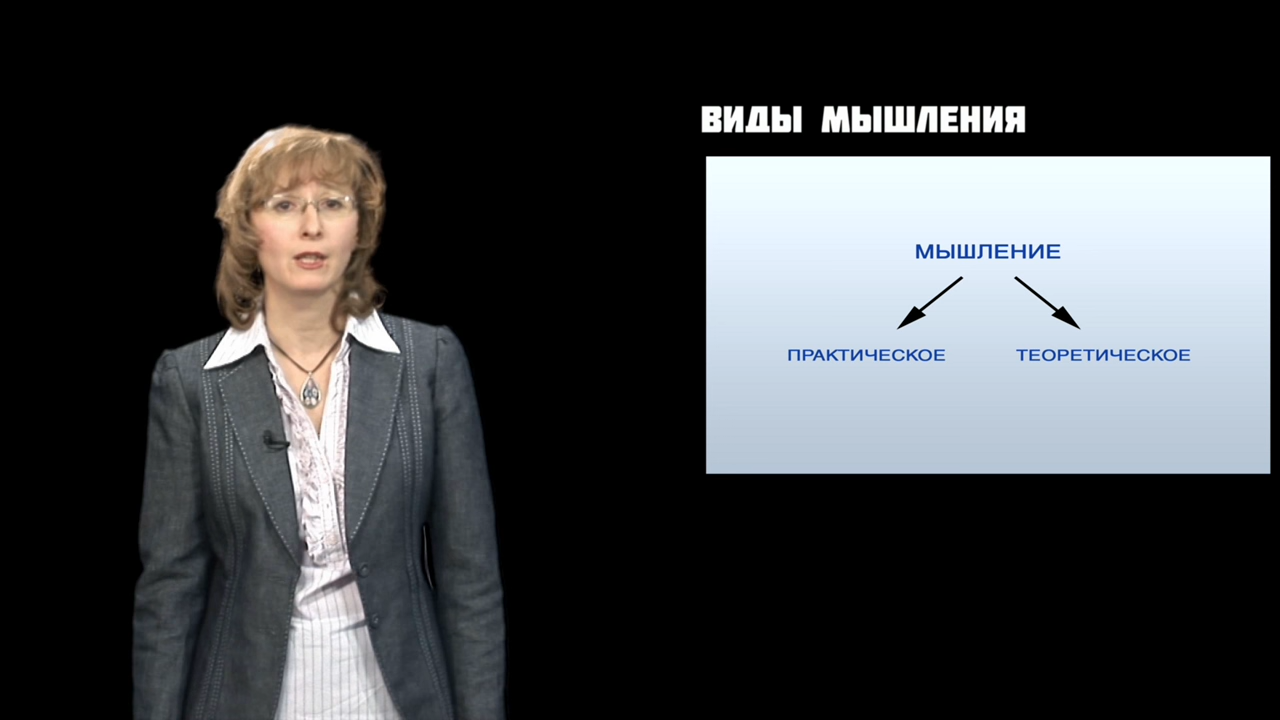 ВИДЫ МЫШЛЕНИЯ
МЫШЛЕНИЕ
ПРАКТИЧЕСКОЕ ТЕОРЕТИЧЕСКОЕ